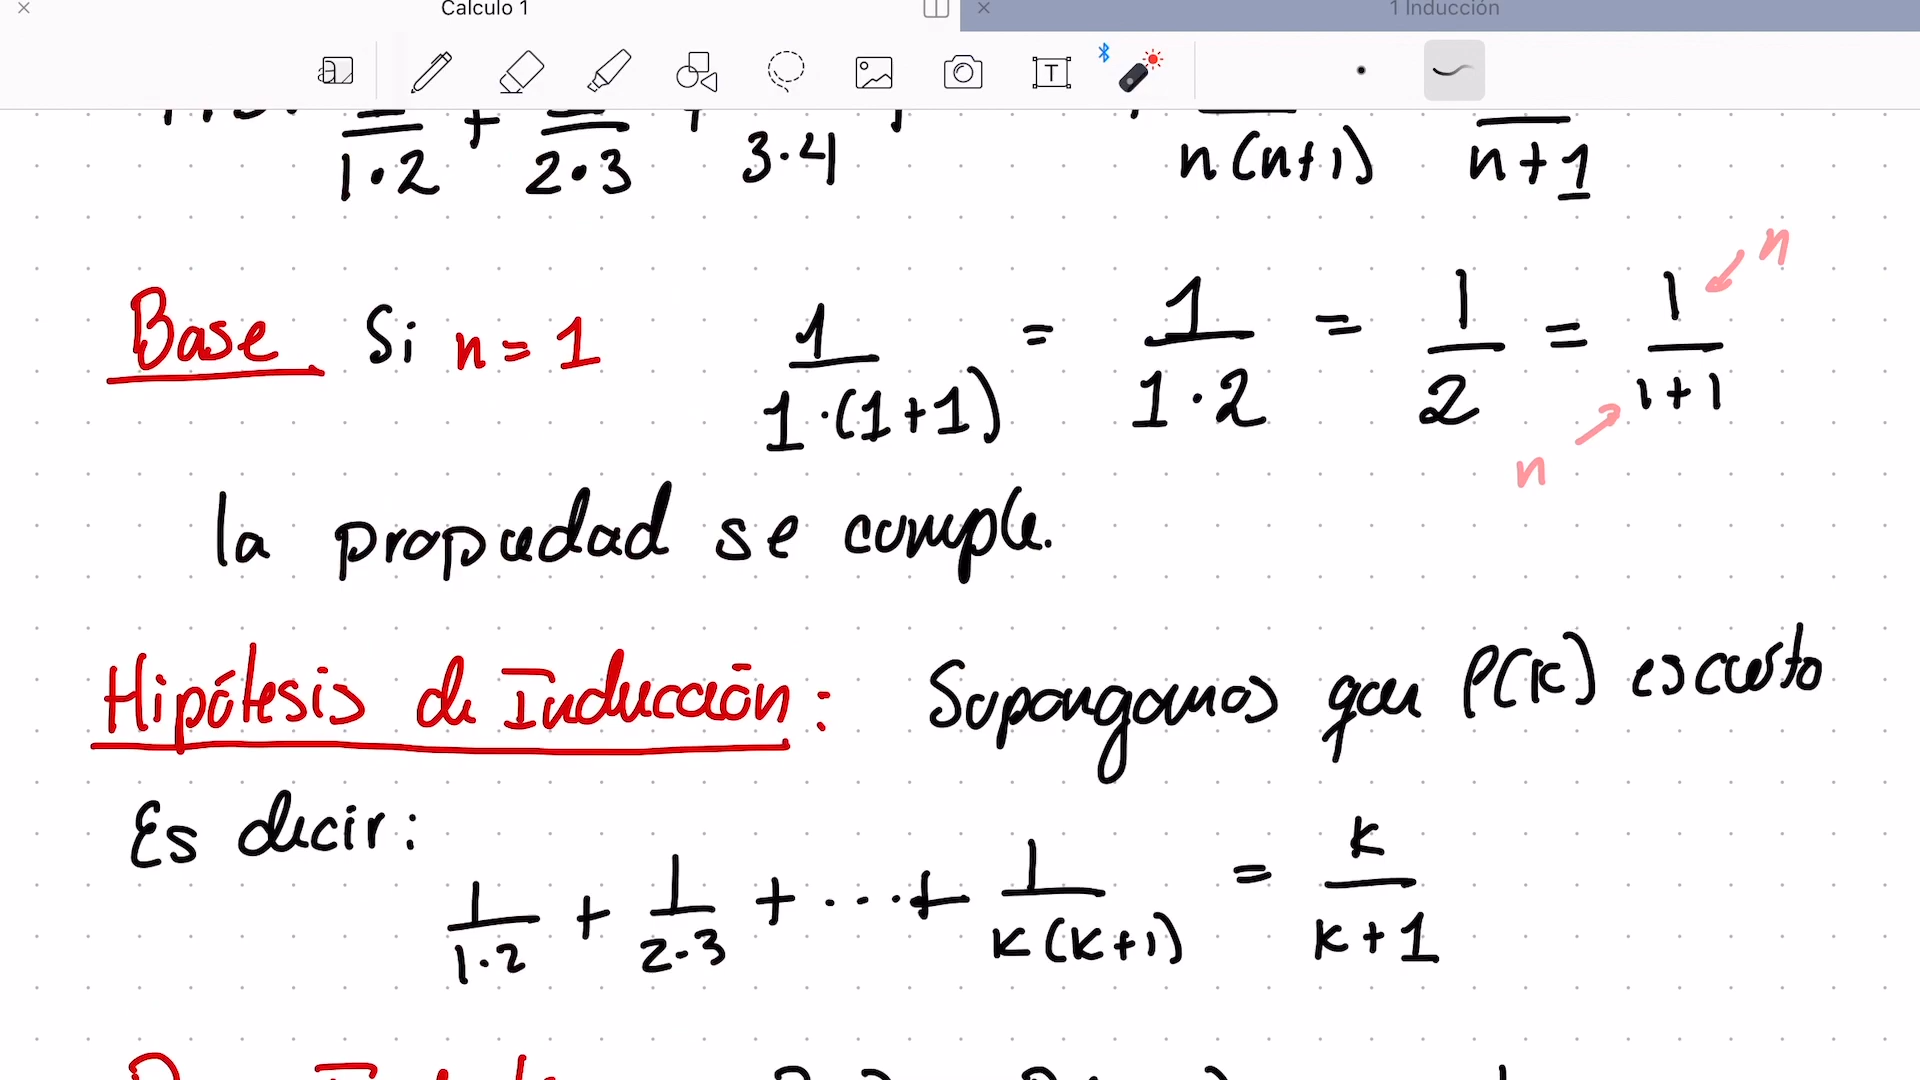 Calculo 1 1 Inducción
1·2 + 2·3 + 3·4 n(n+1) n+1
Base Si n = 1 1/(1·(1+1)) = 1/(1·2) = 1/2 = 1/(1+1) n n
la propiedad se cumple.
Hipótesis de Inducción: Supongamos que P(K) es cierto
Es decir:
1/(1·2) + 1/(2·3) + ··· + 1/(K(K+1)) = K/(K+1)